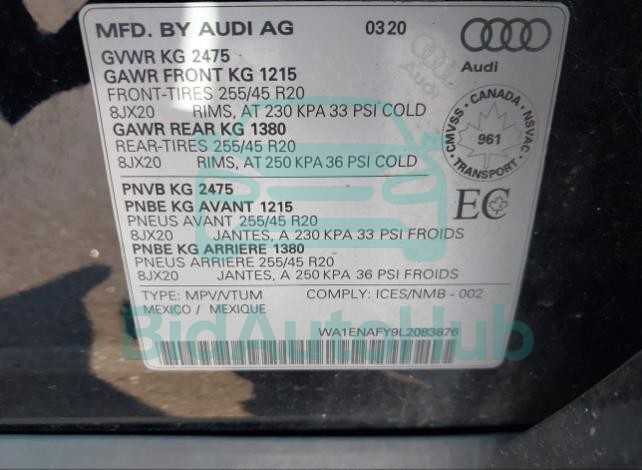 MFD. BY AUDI AG 0320
Audi
GVWR KG 2475
GAWR FRONT KG 1215
FRONT-TIRES 255/45 R20
8JX20 RIMS, AT 230 KPA 33 PSI COLD
GAWR REAR KG 1380
REAR-TIRES 255/45 R20
8JX20 RIMS, AT 250 KPA 36 PSI COLD
CMVSS - CANADA - NSVAC
961
TRANSPORT
PNVB KG 2475
PNBE KG AVANT 1215
PNEUS AVANT 255/45 R20
8JX20 JANTES, A 230 KPA 33 PSI FROIDS
PNBE KG ARRIERE 1380
PNEUS ARRIERE 255/45 R20
8JX20 JANTES, A 250 KPA 36 PSI FROIDS
EC
TYPE: MPV/VTUM COMPLY: ICES/NMB - 002
MEXICO / MEXIQUE
WA1ENAFY9L2083876
BidAutoHub
Audi